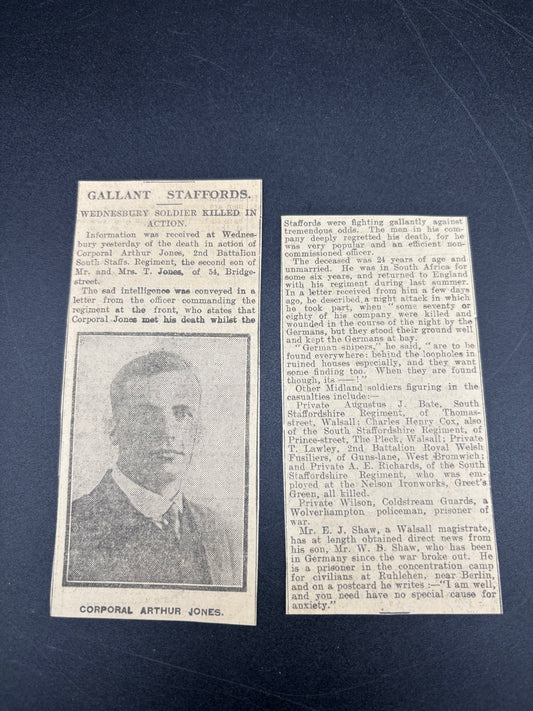 GALLANT STAFFORDS.
WEDNESBURY SOLDIER KILLED IN
ACTION.
Information was received at Wednes-
bury yesterday of the death in action of
Corporal Arthur Jones, 2nd Battalion
South Staffs. Regiment, the second son of
Mr. and Mrs. T. Jones, of 54, Bridge-
street.
The sad intelligence was conveyed in a
letter from the officer commanding the
regiment at the front, who states that
Corporal Jones met his death whilst the
CORPORAL ARTHUR JONES.
Staffords were fighting gallantly against
tremendous odds. The men in his com-
pany deeply regretted his death, for he
was very popular and an efficient non-
commissioned officer.
The deceased was 24 years of age and
unmarried. He was in South Africa for
some six years, and returned to England
with his regiment during last summer.
In a letter received from him a few days
ago, he described a night attack in which
he took part, when "some seventy or
eighty of his company were killed and
wounded in the course of the night by the
Germans, but they stood their ground well
and kept the Germans at bay.
"German snipers," he said, "are to be
found everywhere: behind the loopholes in
ruined houses especially, and they want
some finding too. When they are found
though, its —!"
Other Midland soldiers figuring in the
casualties include:—
Private Augustus J. Bate, South
Staffordshire Regiment, of Thomas-
street, Walsall; Charles Henry Cox, also
of the South Staffordshire Regiment, of
Prince-street, The Pleck, Walsall; Private
T. Lawley, 2nd Battalion Royal Welsh
Fusiliers, of Guns-lane, West Bromwich;
and Private A. E. Richards, of the South
Staffordshire Regiment, who was em-
ployed at the Nelson Ironworks, Greet's
Green, all killed.
Private Wilson, Coldstream Guards, a
Wolverhampton policeman, prisoner of
war.
Mr. E. J. Shaw, a Walsall magistrate,
has at length obtained direct news from
his son, Mr. W. B. Shaw, who has been
in Germany since the war broke out. He
is a prisoner in the concentration camp
for civilians at Ruhlehen, near Berlin,
and on a postcard he writes:—"I am well,
and you need have no special cause for
anxiety."